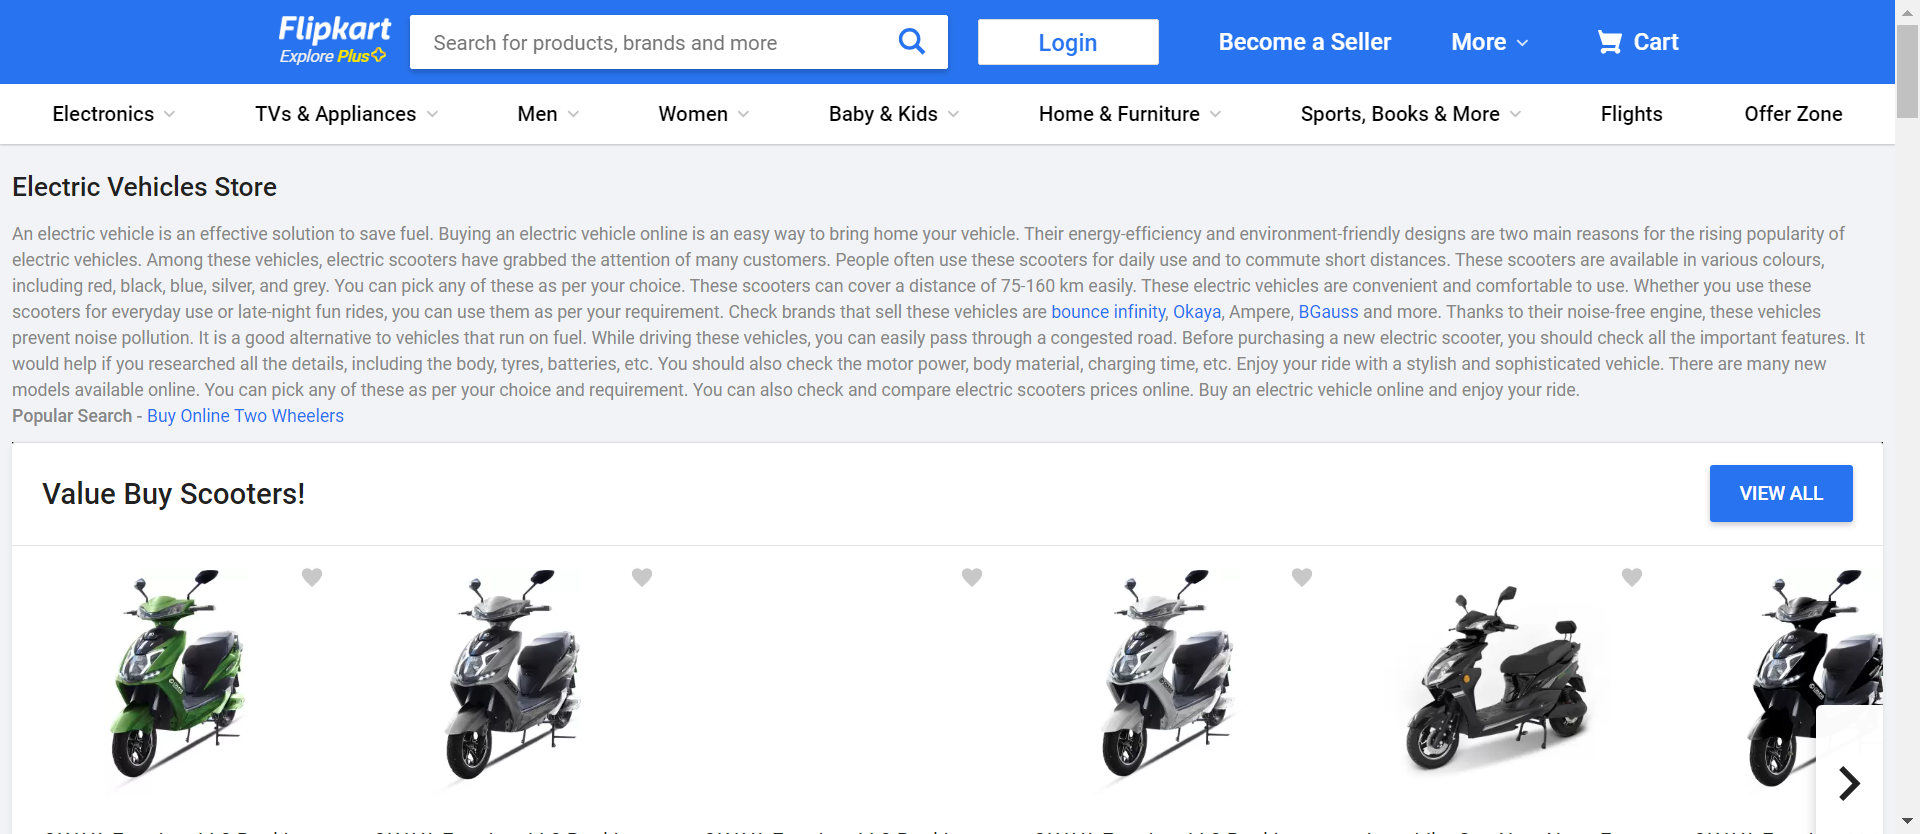 Flipkart
Explore Plus
Search for products, brands and more
Login
Become a Seller
More
Cart
Electronics
TVs & Appliances
Men
Women
Baby & Kids
Home & Furniture
Sports, Books & More
Flights
Offer Zone
Electric Vehicles Store
An electric vehicle is an effective solution to save fuel. Buying an electric vehicle online is an easy way to bring home your vehicle. Their energy-efficiency and environment-friendly designs are two main reasons for the rising popularity of
electric vehicles. Among these vehicles, electric scooters have grabbed the attention of many customers. People often use these scooters for daily use and to commute short distances. These scooters are available in various colours,
including red, black, blue, silver, and grey. You can pick any of these as per your choice. These scooters can cover a distance of 75-160 km easily. These electric vehicles are convenient and comfortable to use. Whether you use these
scooters for everyday use or late-night fun rides, you can use them as per your requirement. Check brands that sell these vehicles are bounce infinity, Okaya, Ampere, BGauss and more. Thanks to their noise-free engine, these vehicles
prevent noise pollution. It is a good alternative to vehicles that run on fuel. While driving these vehicles, you can easily pass through a congested road. Before purchasing a new electric scooter, you should check all the important features. It
would help if you researched all the details, including the body, tyres, batteries, etc. You should also check the motor power, body material, charging time, etc. Enjoy your ride with a stylish and sophisticated vehicle. There are many new
models available online. You can pick any of these as per your choice and requirement. You can also check and compare electric scooters prices online. Buy an electric vehicle online and enjoy your ride.
Popular Search - Buy Online Two Wheelers
Value Buy Scooters!
VIEW ALL